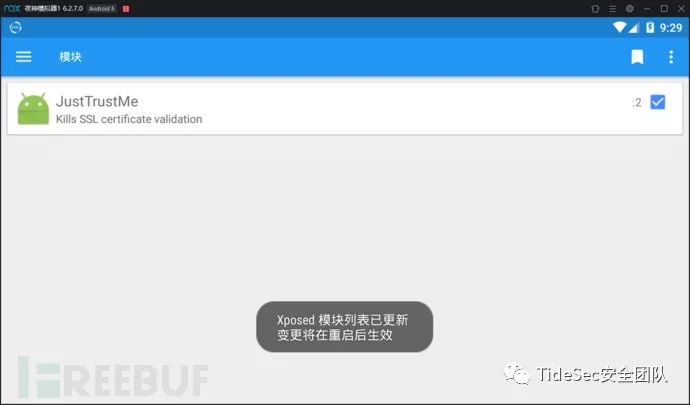 nox 夜神模拟器1 6.2.7.0 Android 5
9:29
模块
JustTrustMe
.2
Kills SSL certificate validation
Xposed 模块列表已更新
变更将在重启后生效
FREEBUF
TideSec安全团队